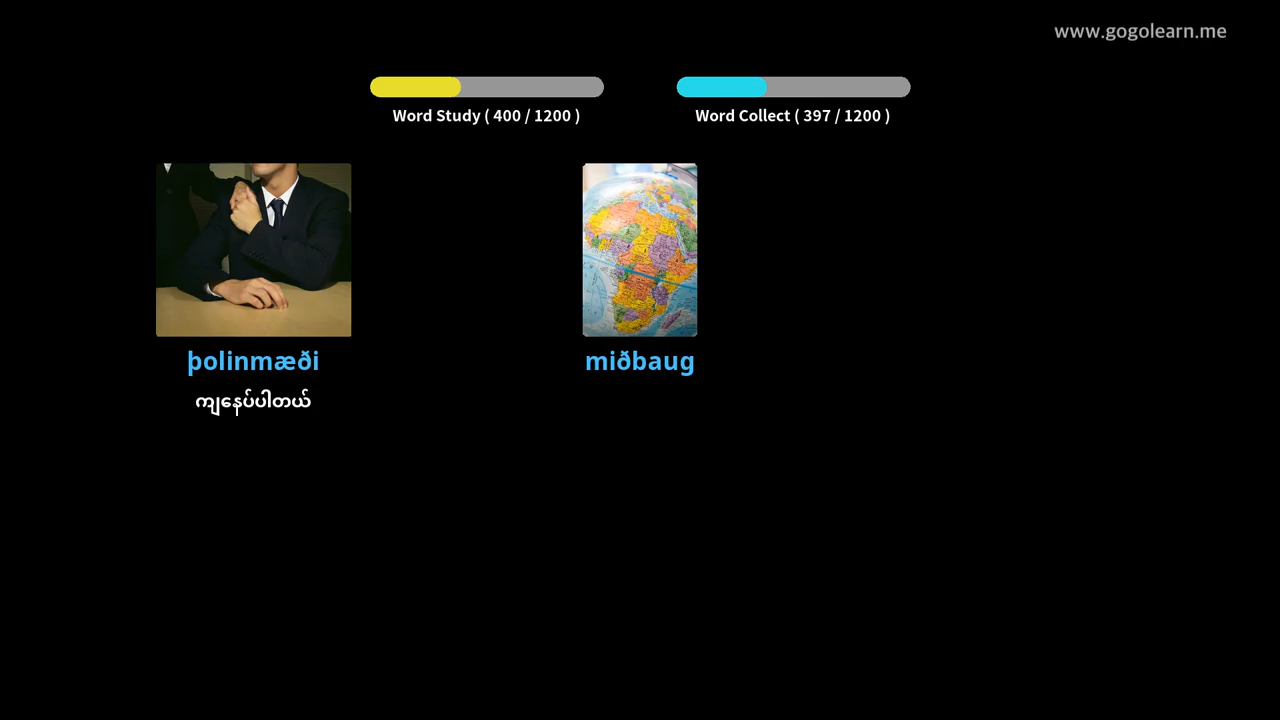 www.gogolearn.me
Word Study ( 400 / 1200 )
Word Collect ( 397 / 1200 )
þolinmæði
miðbaug
ကျေနပ်ပါတယ်